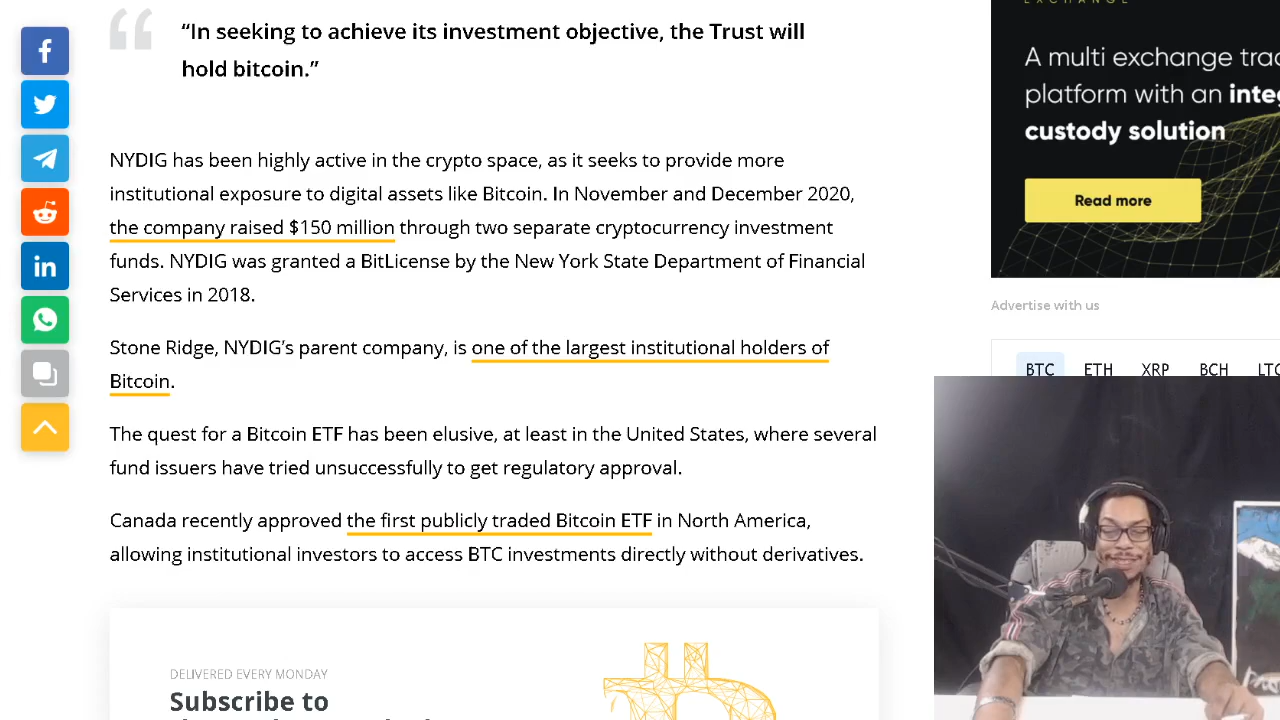 “In seeking to achieve its investment objective, the Trust will
hold bitcoin.”
NYDIG has been highly active in the crypto space, as it seeks to provide more
institutional exposure to digital assets like Bitcoin. In November and December 2020,
the company raised $150 million through two separate cryptocurrency investment
funds. NYDIG was granted a BitLicense by the New York State Department of Financial
Services in 2018.
Stone Ridge, NYDIG’s parent company, is one of the largest institutional holders of
Bitcoin.
The quest for a Bitcoin ETF has been elusive, at least in the United States, where several
fund issuers have tried unsuccessfully to get regulatory approval.
Canada recently approved the first publicly traded Bitcoin ETF in North America,
allowing institutional investors to access BTC investments directly without derivatives.
DELIVERED EVERY MONDAY
Subscribe to
EXCHANGE
A multi exchange
platform with an
custody solution
Read more
Advertise with us
BTC ETH XRP BCH